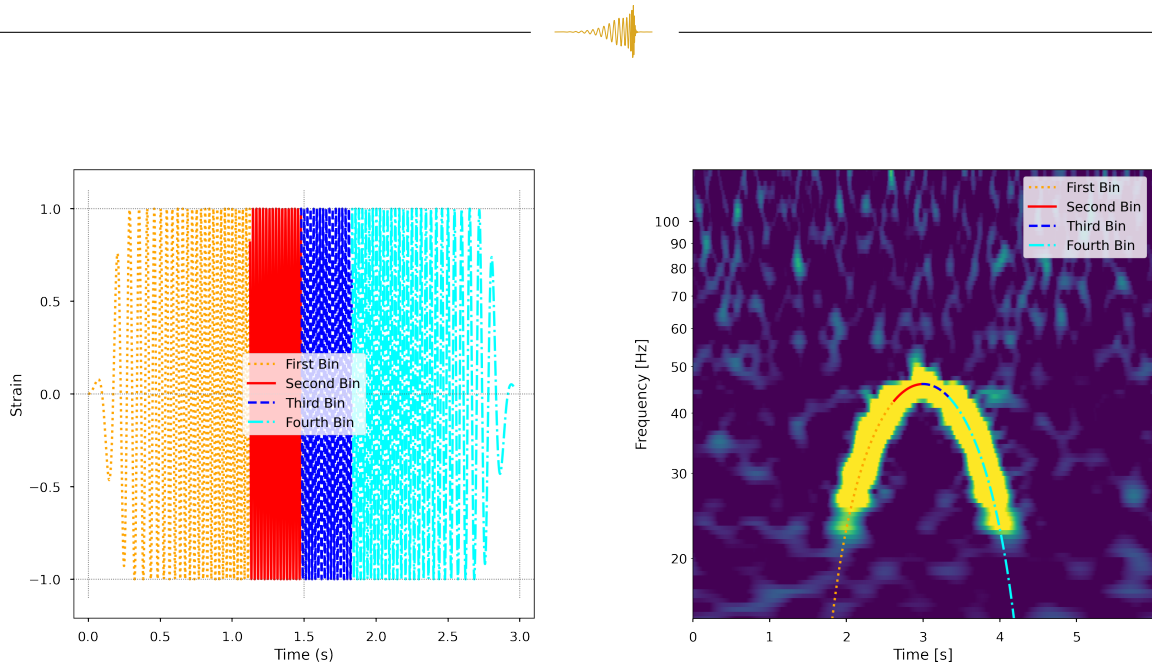 1.0
0.5
0.0
−0.5
−1.0
Strain
First Bin
Second Bin
Third Bin
Fourth Bin
0.0 0.5 1.0 1.5 2.0 2.5 3.0
Time (s)
100
90
80
70
60
50
40
30
20
Frequency [Hz]
First Bin
Second Bin
Third Bin
Fourth Bin
0 1 2 3 4 5
Time [s]